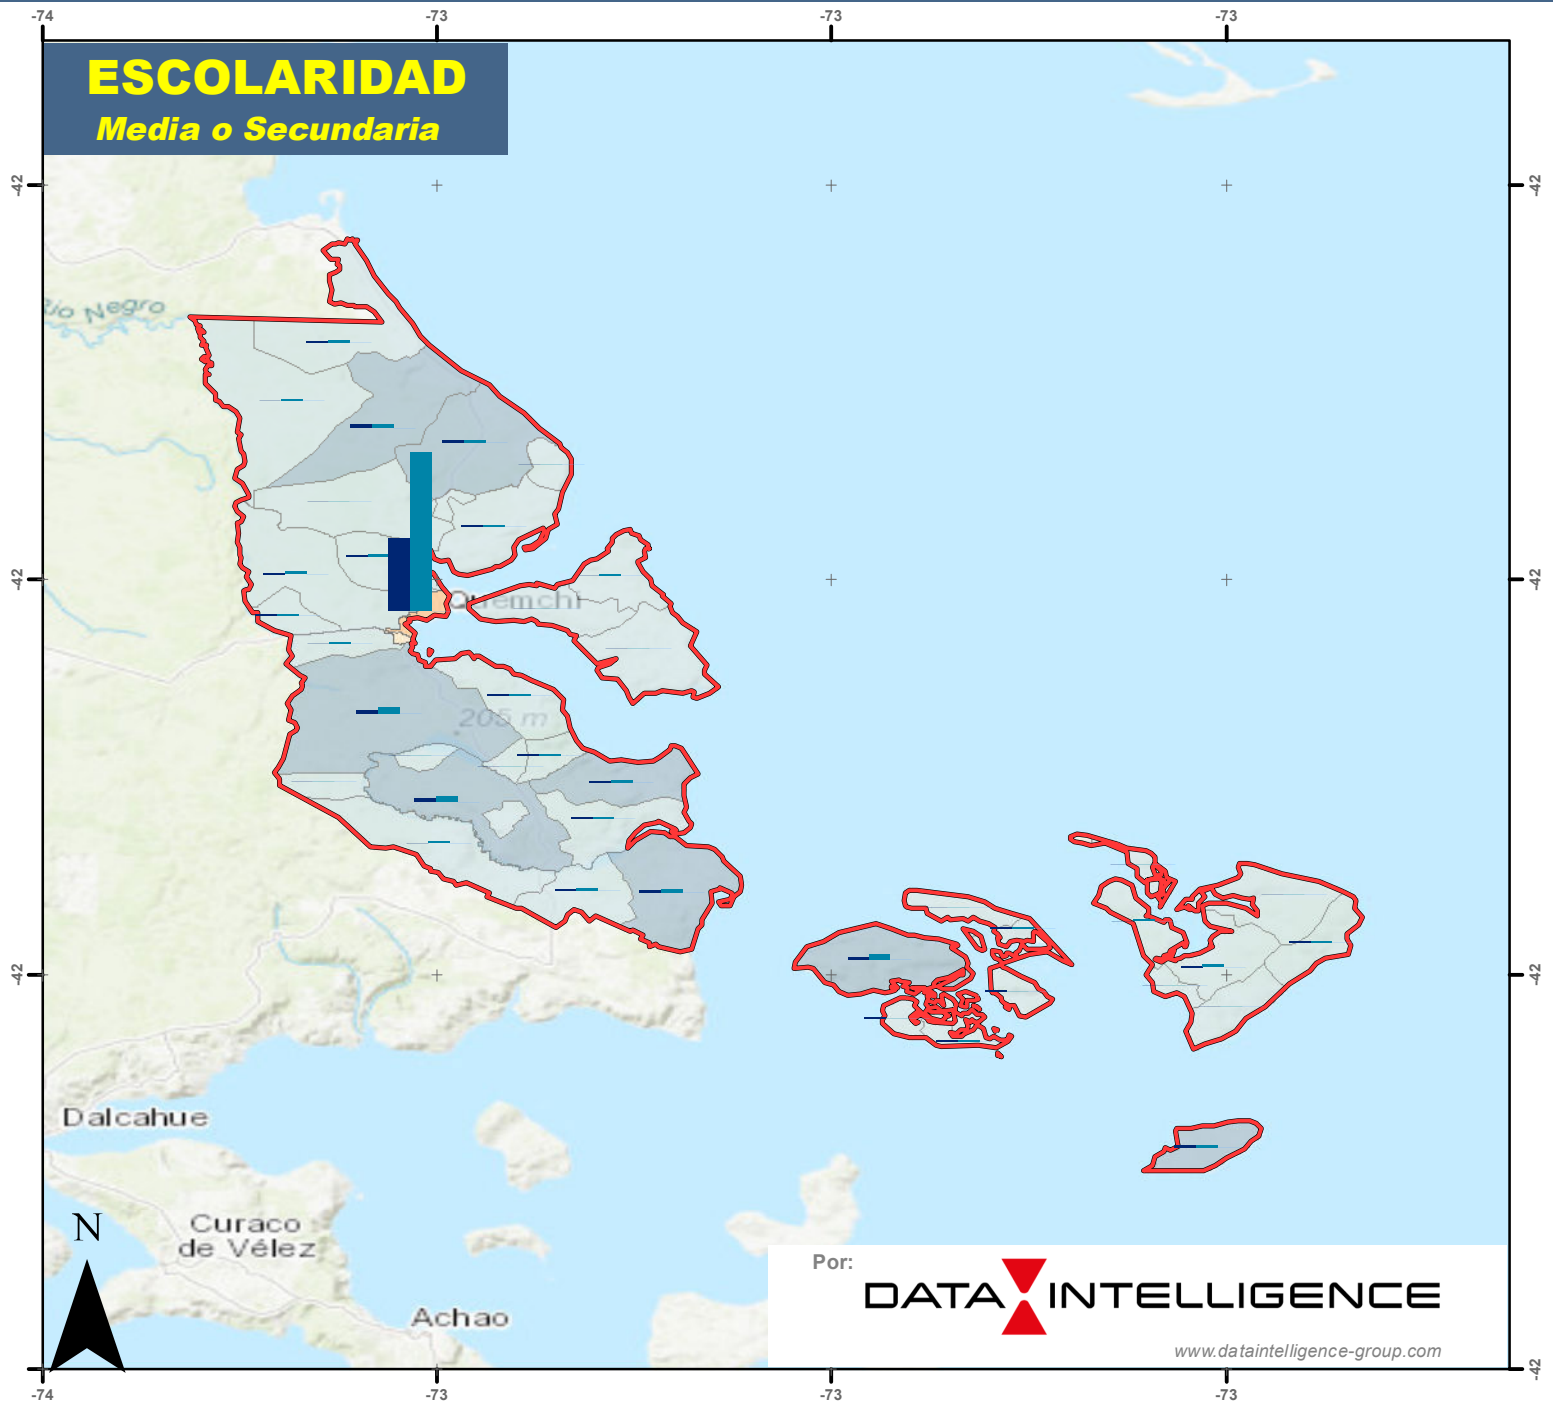 -74
-73
-73
-73
ESCOLARIDAD
Media o Secundaria
-42
-42
Río Negro
Quemchi
-42
-42
205 m
-42
-42
Dalcahue
N
Curaco
de Vélez
Achao
Por:
DATA INTELLIGENCE
www.dataintelligence-group.com
-42
-74
-73
-73
-73